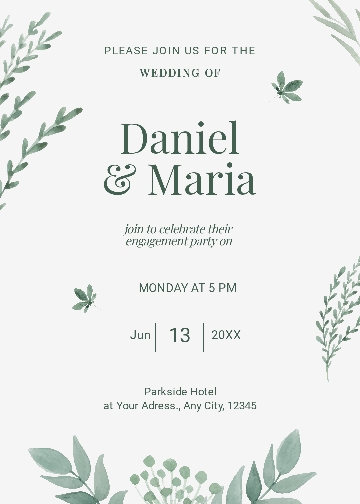 PLEASE JOIN US FOR THE
WEDDING OF
Daniel
& Maria
join to celebrate their
engagement party on
MONDAY AT 5 PM
Jun 13 20XX
Parkside Hotel
at Your Adress., Any City, 12345